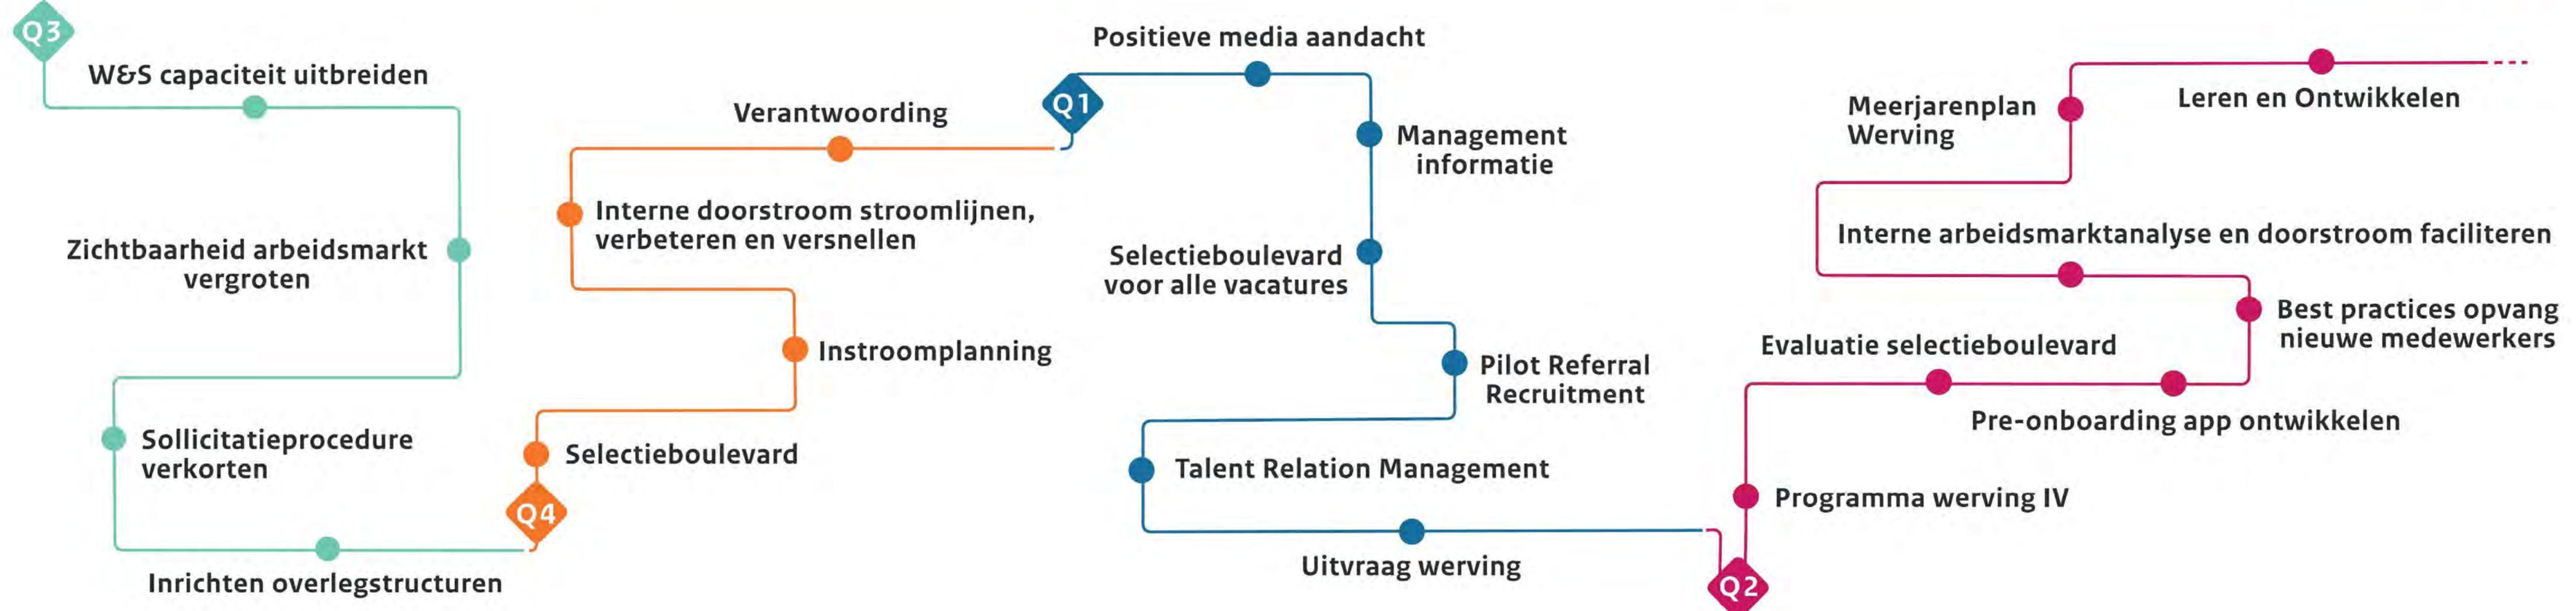 Q3
W&S capaciteit uitbreiden
Zichtbaarheid arbeidsmarkt
vergroten
Sollicitatieprocedure
verkorten
Inrichten overlegstructuren
Q4
Selectieboulevard
Instroomplanning
Interne doorstroom stroomlijnen,
verbeteren en versnellen
Verantwoording
Q1
Positieve media aandacht
Management
informatie
Selectieboulevard
voor alle vacatures
Pilot Referral
Recruitment
Talent Relation Management
Uitvraag werving
Q2
Programma werving IV
Evaluatie selectieboulevard
Pre-onboarding app ontwikkelen
Best practices opvang
nieuwe medewerkers
Interne arbeidsmarktanalyse en doorstroom faciliteren
Meerjarenplan
Werving
Leren en Ontwikkelen